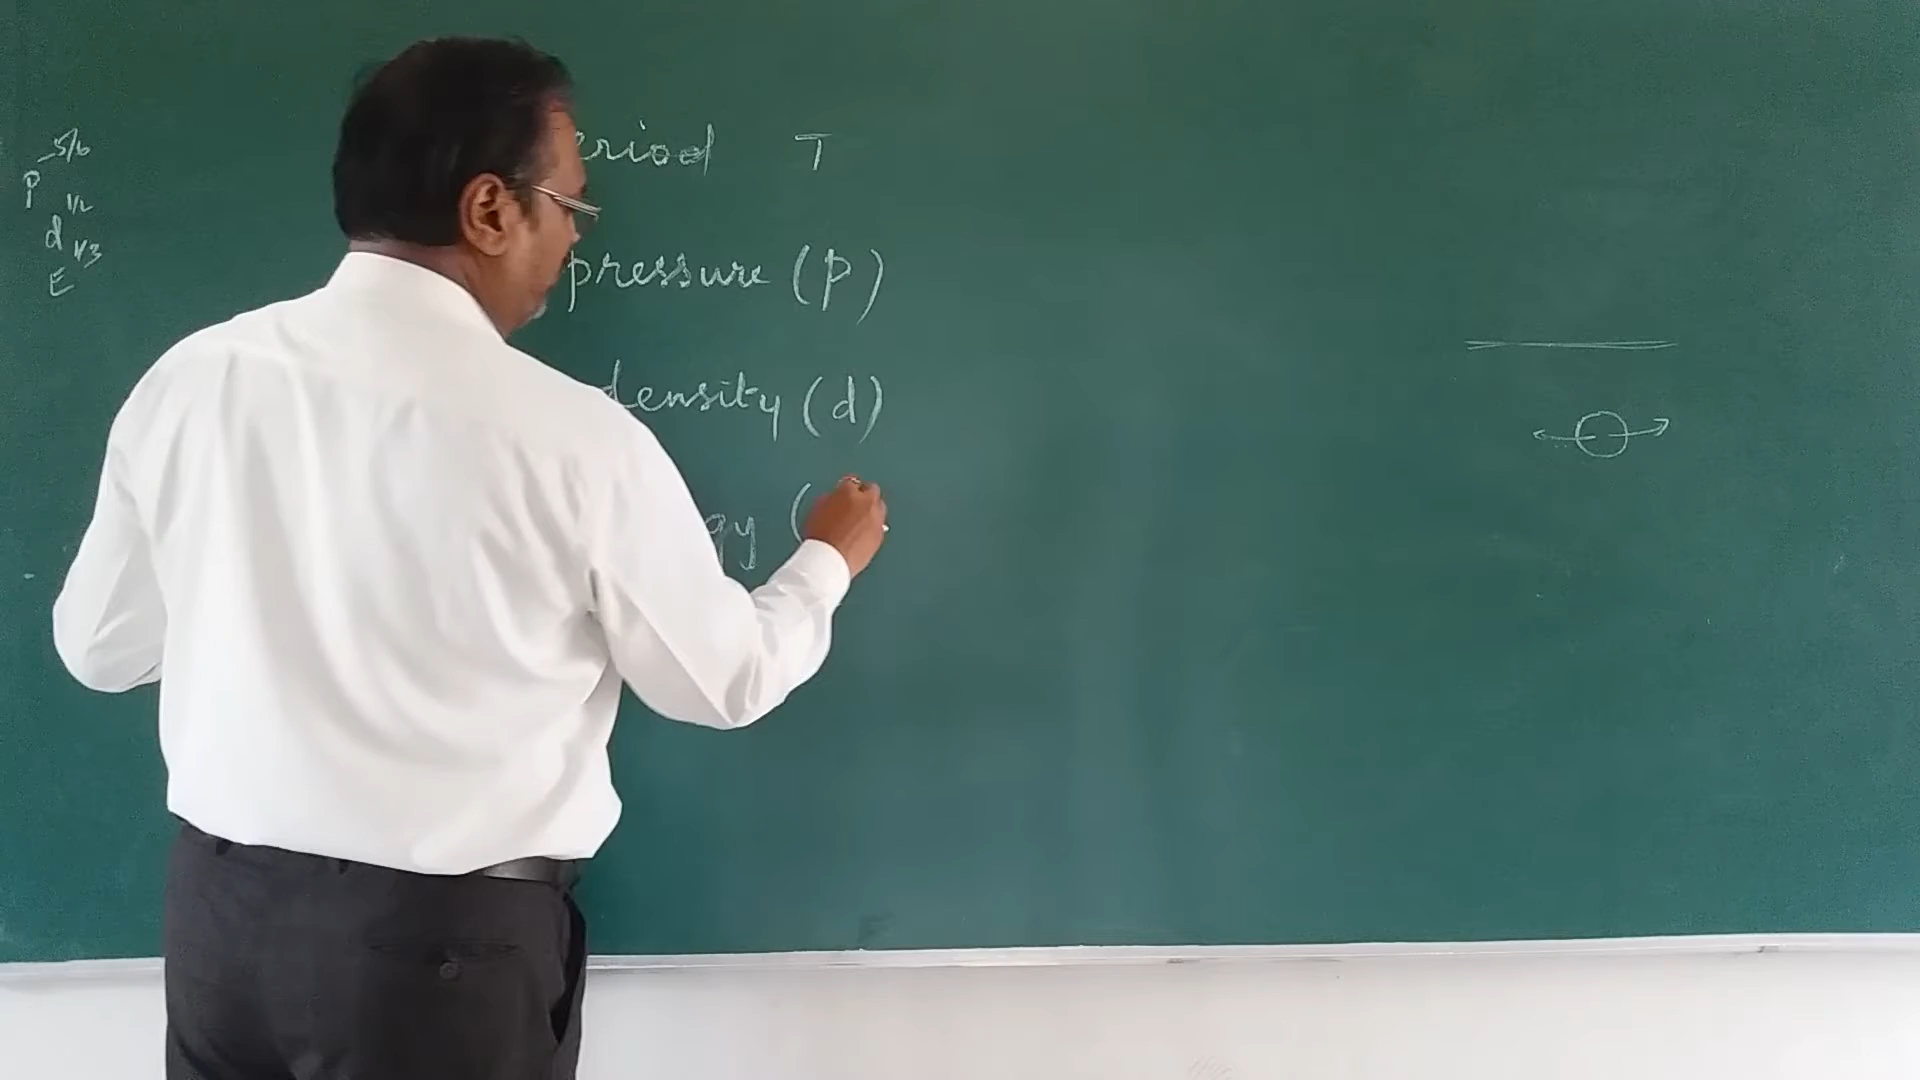 -5/6
P
1/2
d
1/3
E
eriod T
pressure (P)
density (d)
gy (